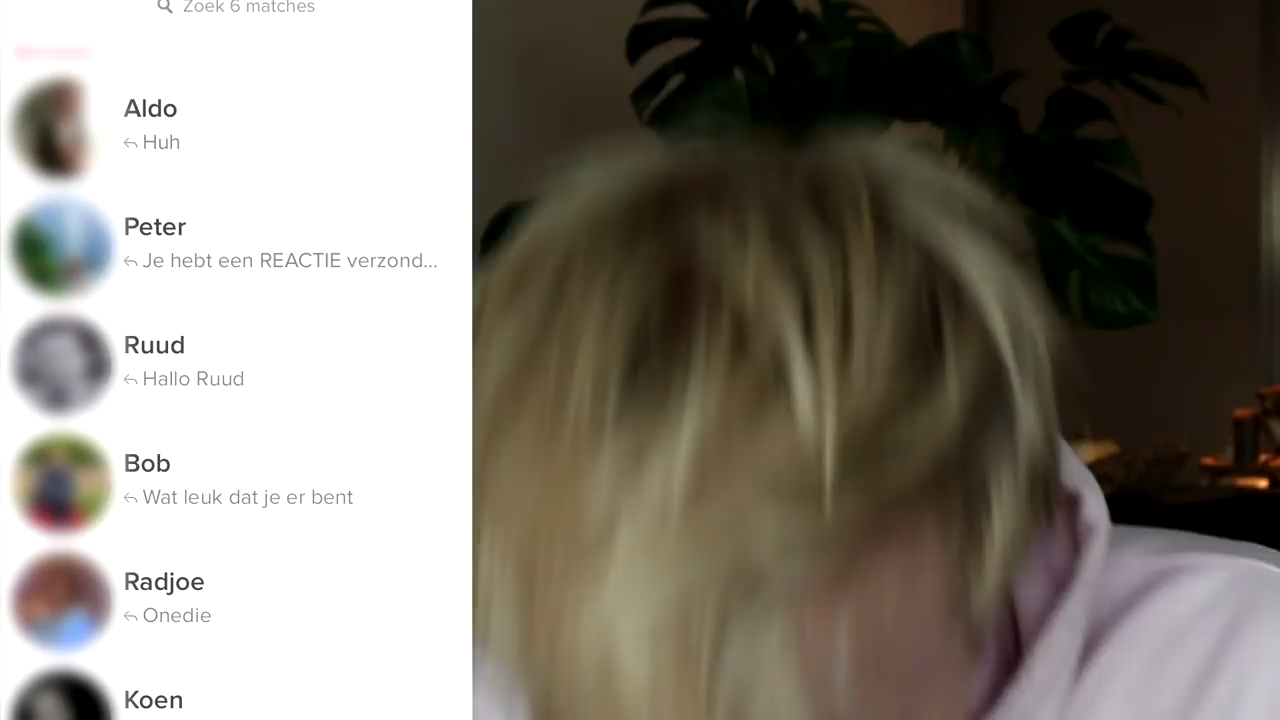 Zoek 6 matches
Aldo
Huh
Peter
Je hebt een REACTIE verzond...
Ruud
Hallo Ruud
Bob
Wat leuk dat je er bent
Radjoe
Onedie
Koen